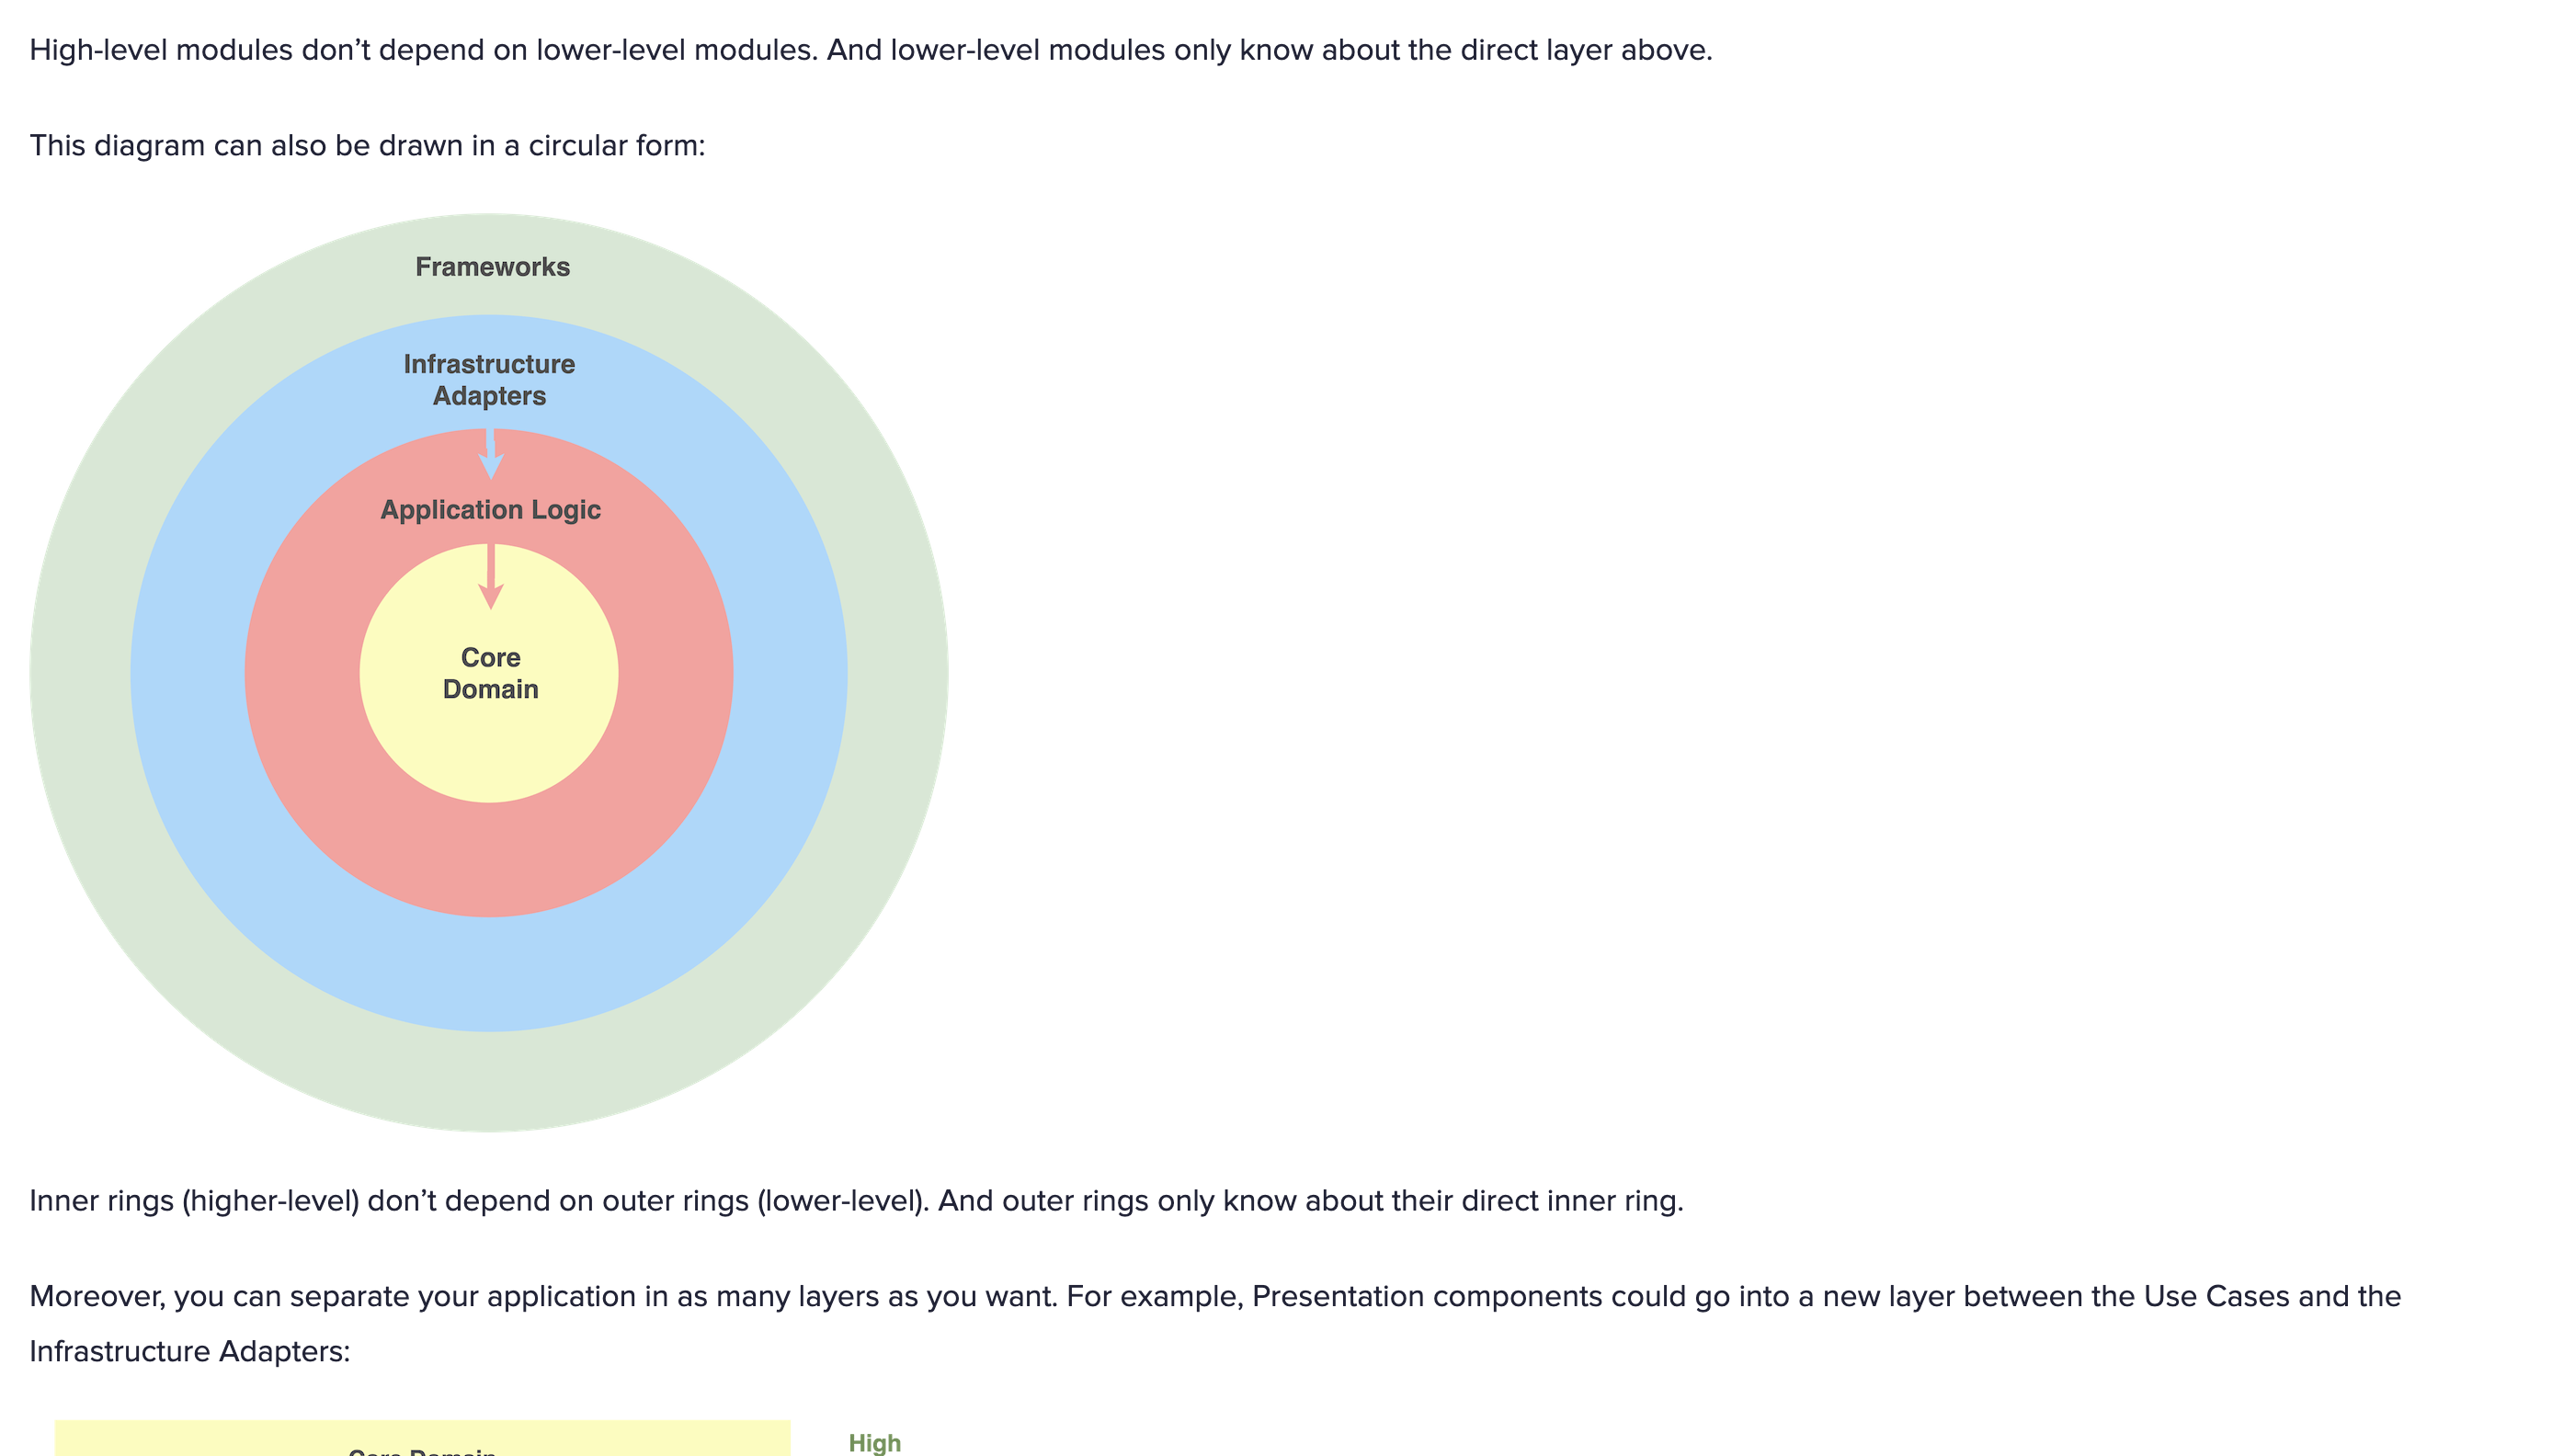 High-level modules don’t depend on lower-level modules. And lower-level modules only know about the direct layer above.
This diagram can also be drawn in a circular form:
Frameworks
Infrastructure
Adapters
Application Logic
Core
Domain
Inner rings (higher-level) don’t depend on outer rings (lower-level). And outer rings only know about their direct inner ring.
Moreover, you can separate your application in as many layers as you want. For example, Presentation components could go into a new layer between the Use Cases and the
Infrastructure Adapters:
Core Domain
High